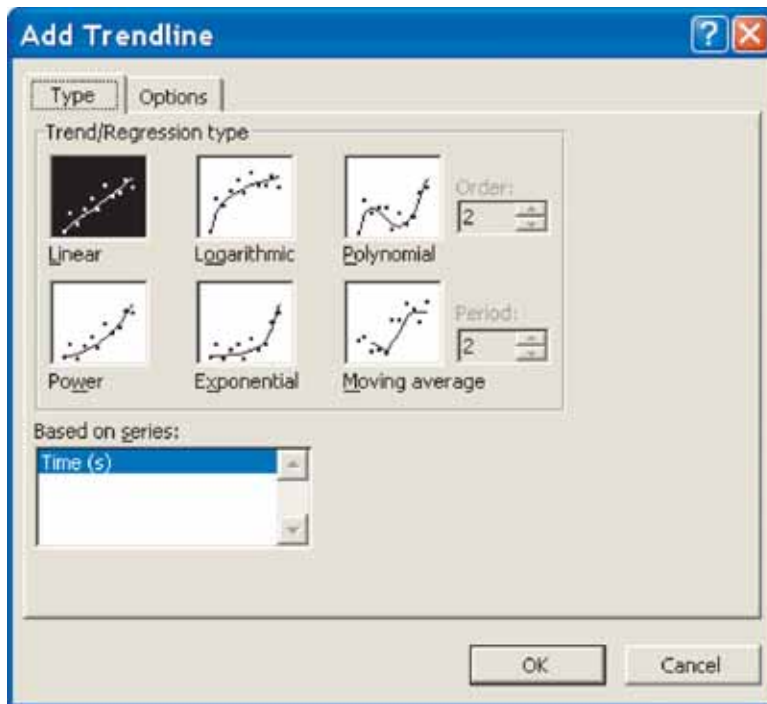 Add Trendline
?
Type Options
Trend/Regression type
Order:
2
Linear Logarithmic Polynomial
Period:
2
Power Exponential Moving average
Based on series:
Time (s)
OK Cancel